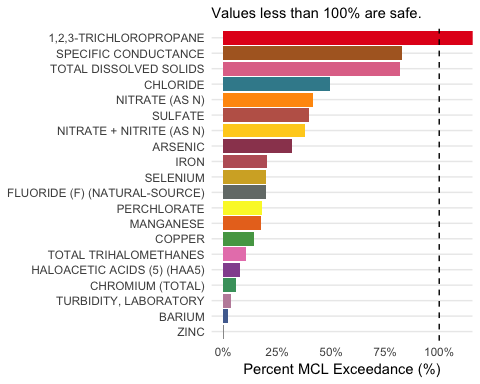 Values less than 100% are safe.
1,2,3-TRICHLOROPROPANE
SPECIFIC CONDUCTANCE
TOTAL DISSOLVED SOLIDS
CHLORIDE
NITRATE (AS N)
SULFATE
NITRATE + NITRITE (AS N)
ARSENIC
IRON
SELENIUM
FLUORIDE (F) (NATURAL-SOURCE)
PERCHLORATE
MANGANESE
COPPER
TOTAL TRIHALOMETHANES
HALOACETIC ACIDS (5) (HAA5)
CHROMIUM (TOTAL)
TURBIDITY, LABORATORY
BARIUM
ZINC
0% 25% 50% 75% 100%
Percent MCL Exceedance (%)